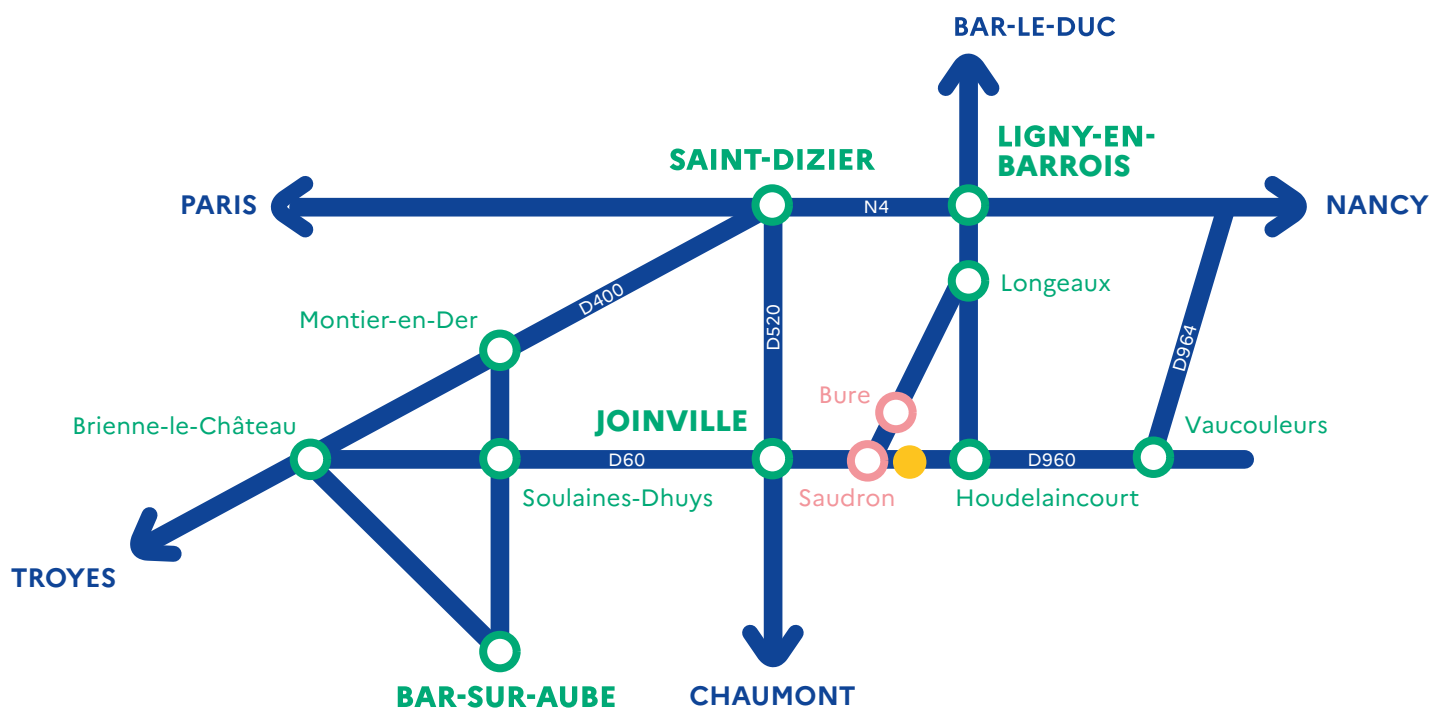 BAR-LE-DUC
LIGNY-EN-
BARROIS
SAINT-DIZIER
PARIS
N4
NANCY
Longeaux
D400
Montier-en-Der
D520
D964
Bure
JOINVILLE
Brienne-le-Château
Vaucouleurs
D60
D960
Soulaines-Dhuys
Saudron
Houdelaincourt
TROYES
BAR-SUR-AUBE
CHAUMONT